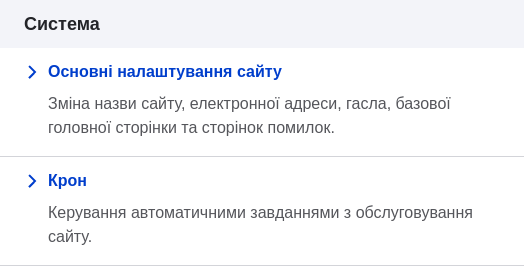 Система
Основні налаштування сайту
Зміна назви сайту, електронної адреси, гасла, базової
головної сторінки та сторінок помилок.
Крон
Керування автоматичними завданнями з обслуговування
сайту.